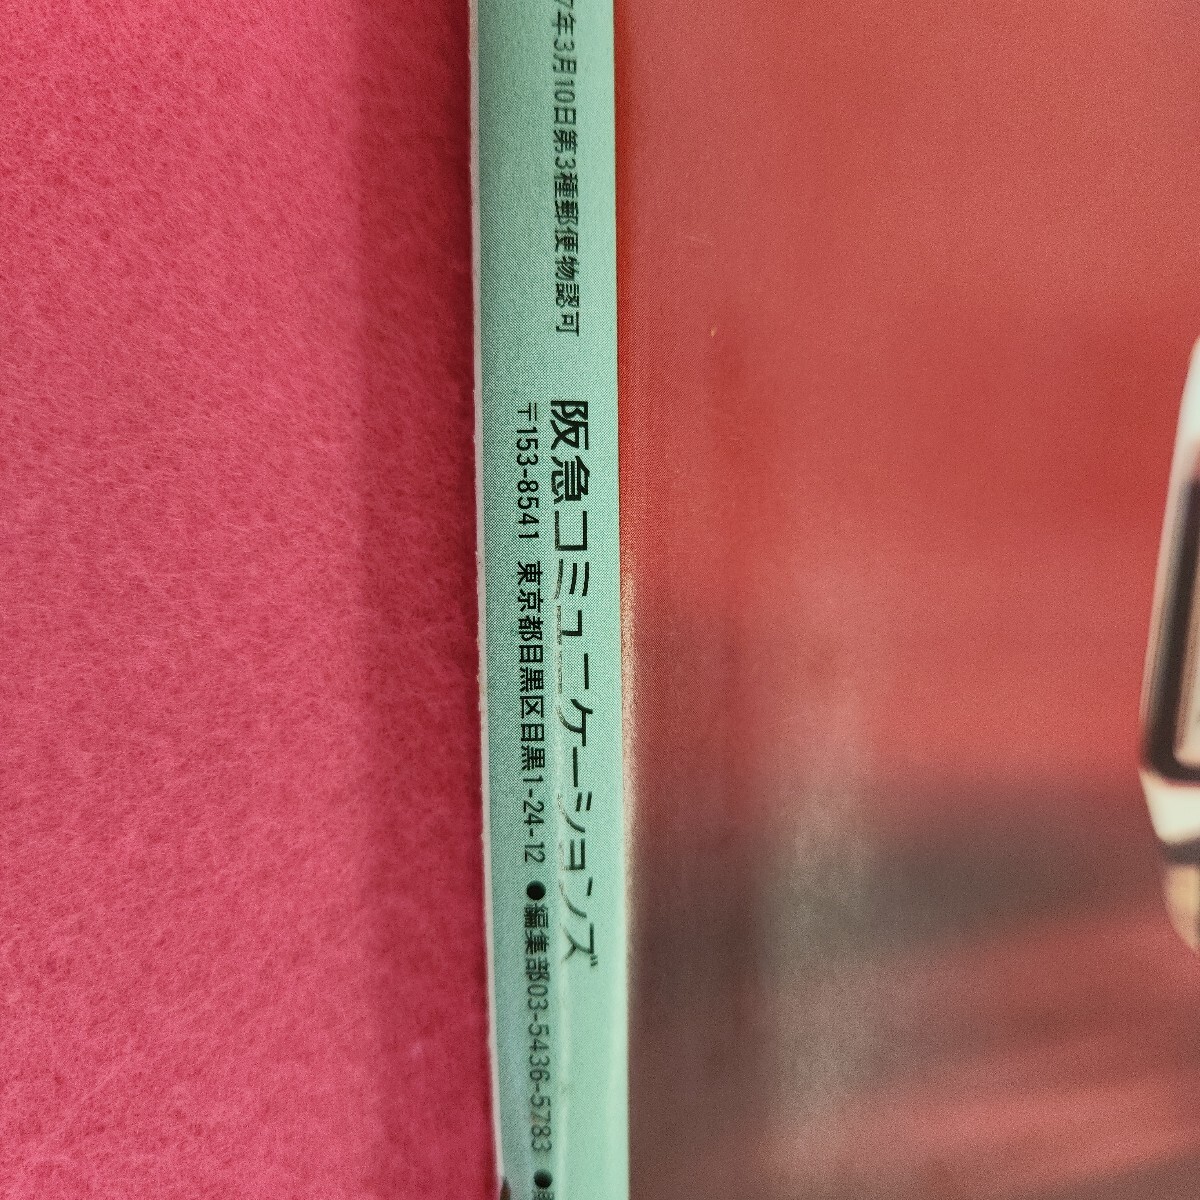 7年3月10日第3種郵便物認可
阪急コミューケーションズ
〒153-8541 東京都目黒区目黒1-24-12 ●編集部03-5436-5783 ●